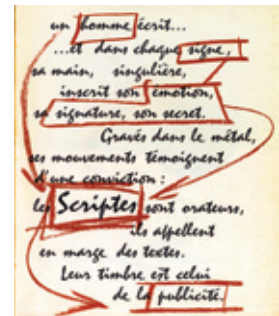 un homme écrit...
...et dans chaque signe,
sa main, singulière,
inscrit son émotion,
sa signature, son secret.
Gravés dans le métal,
ses mouvements témoignent
d'une conviction :
les Scriptes sont orateurs,
ils appellent
en marge des textes.
Leur timbre est celui
de la publicité.